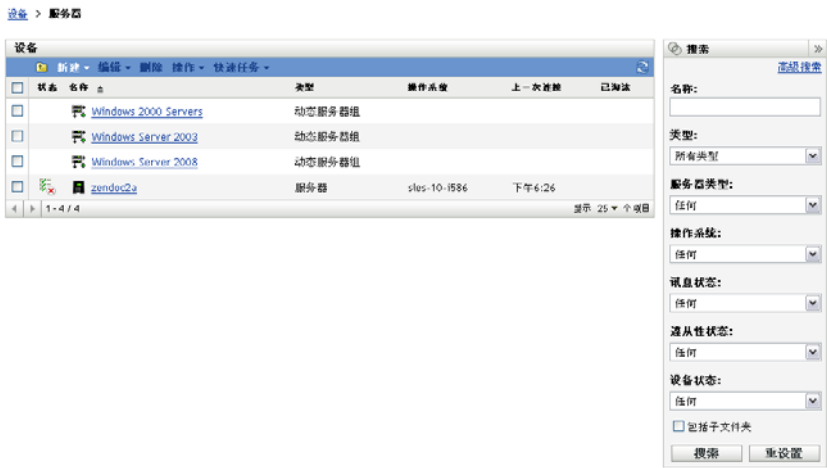 设备 > 服务器
设备
新建 编辑 删除 操作 快速任务
状态 名称 类型 操作系统 上一次连接 已淘汰
Windows 2000 Servers 动态服务器组
Windows Server 2003 动态服务器组
Windows Server 2008 动态服务器组
zendoc2a 服务器 sles-10-i586 下午6:26
1 - 4 / 4 显示 25 个项目
搜索
高级搜索
名称:
类型:
所有类型
服务器类型:
任何
操作系统:
任何
讯息状态:
任何
遵从性状态:
任何
设备状态:
任何
包括子文件夹
搜索 重设置